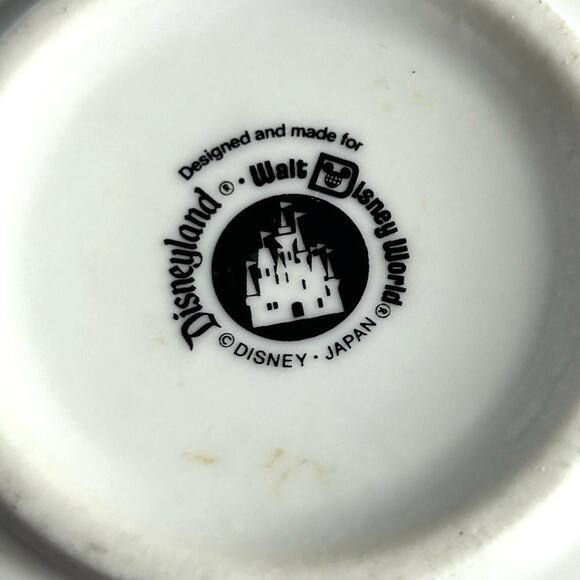 Designed and made for
Disneyland® · Walt Disney World®
© DISNEY · JAPAN